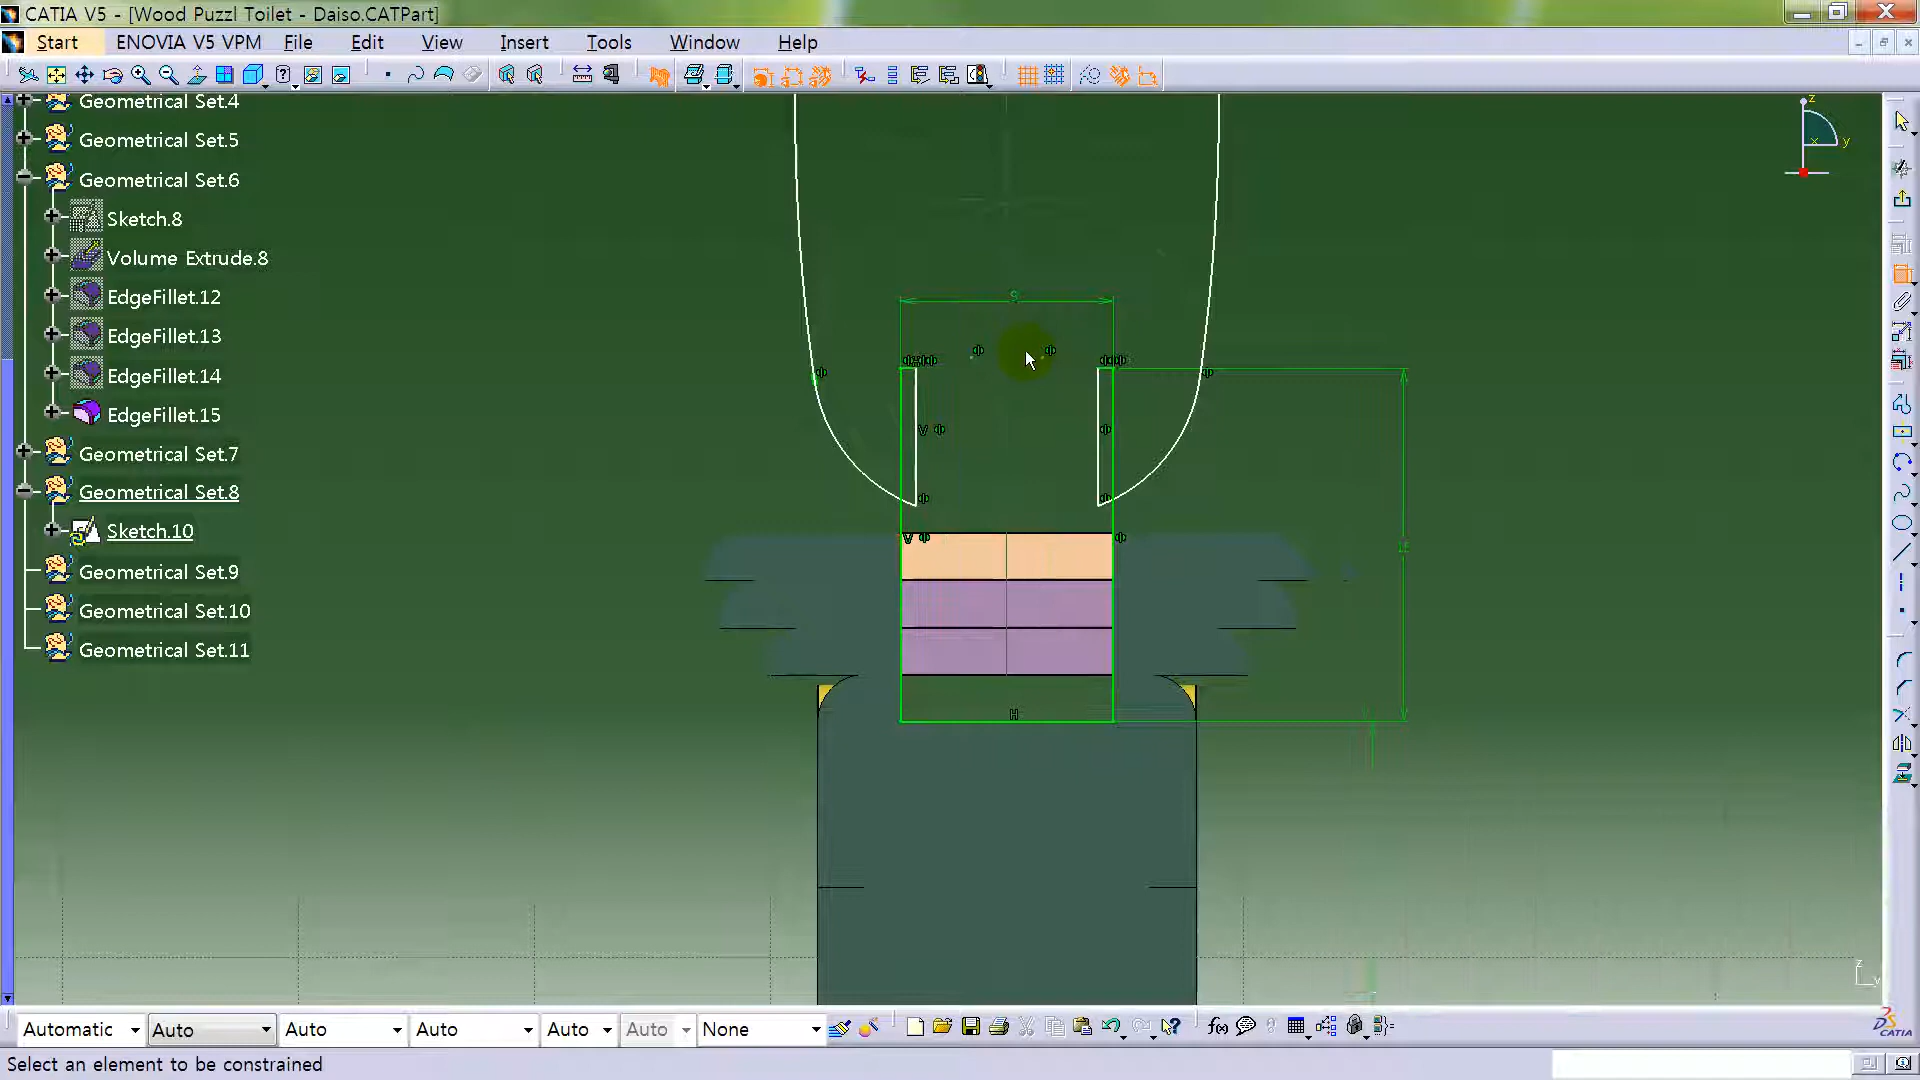 CATIA V5 - [Wood Puzzl Toilet - Daiso.CATPart]
Start ENOVIA V5 VPM File Edit View Insert Tools Window Help
Geometrical Set.4
Geometrical Set.5
Geometrical Set.6
Sketch.8
Volume Extrude.8
EdgeFillet.12
EdgeFillet.13
EdgeFillet.14
EdgeFillet.15
Geometrical Set.7
Geometrical Set.8
Sketch.10
Geometrical Set.9
Geometrical Set.10
Geometrical Set.11
z
x y
9
V
V
15
H
z
y
Automatic Auto Auto Auto Auto Auto None
f(x)
CATIA
Select an element to be constrained